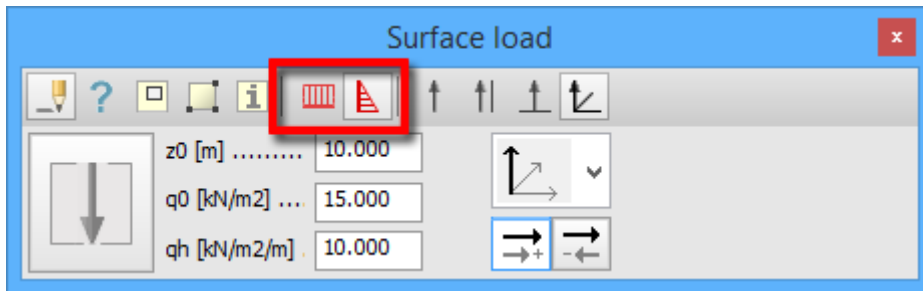 Surface load
x
? i
z0 [m] ......... 10.000
q0 [kN/m2] .... 15.000
qh [kN/m2/m] . 10.000